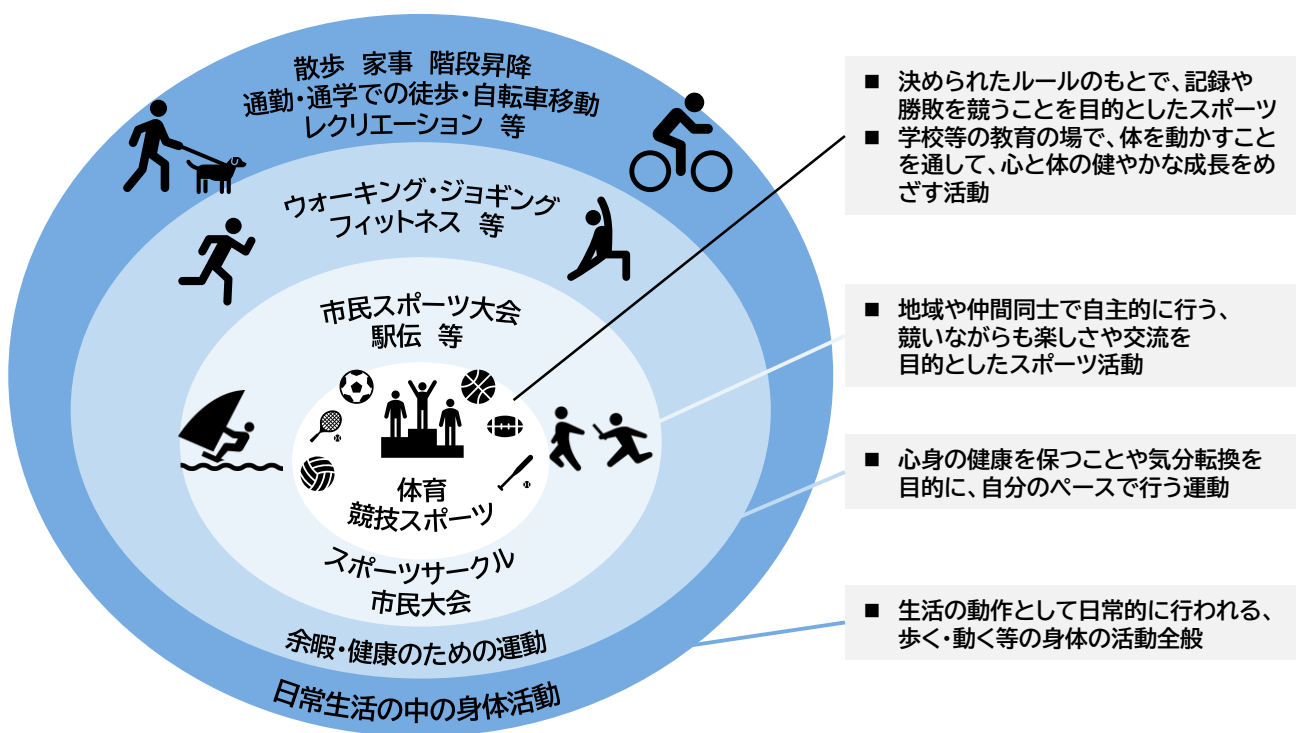 散歩 家事 階段昇降
通勤・通学での徒歩・自転車移動
レクリエーション 等
ウォーキング・ジョギング
フィットネス 等
市民スポーツ大会
駅伝 等
体育
競技スポーツ
スポーツサークル
市民大会
余暇・健康のための運動
日常生活の中の身体活動
■ 決められたルールのもとで、記録や
勝敗を競うことを目的としたスポーツ
■ 学校等の教育の場で、体を動かすこと
を通して、心と体の健やかな成長をめ
ざす活動
■ 地域や仲間同士で自主的に行う、
競いながらも楽しさや交流を
目的としたスポーツ活動
■ 心身の健康を保つことや気分転換を
目的に、自分のペースで行う運動
■ 生活の動作として日常的に行われる、
歩く・動く等の身体の活動全般